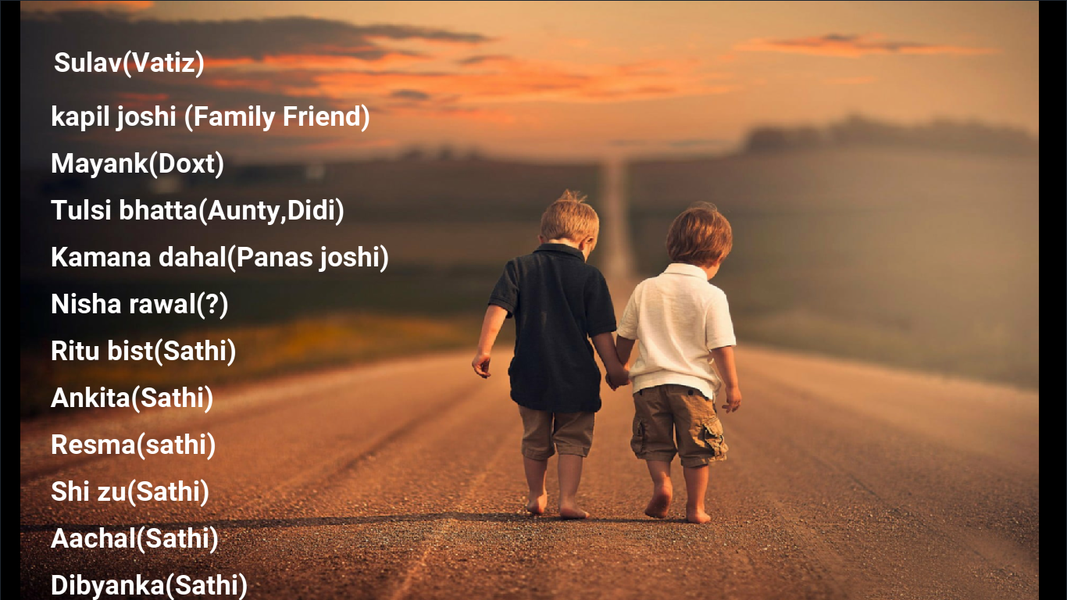 Sulav(Vatiz)
kapil joshi (Family Friend)
Mayank(Doxt)
Tulsi bhatta(Aunty,Didi)
Kamana dahal(Panas joshi)
Nisha rawal(?)
Ritu bist(Sathi)
Ankita(Sathi)
Resma(sathi)
Shi zu(Sathi)
Aachal(Sathi)
Dibyanka(Sathi)